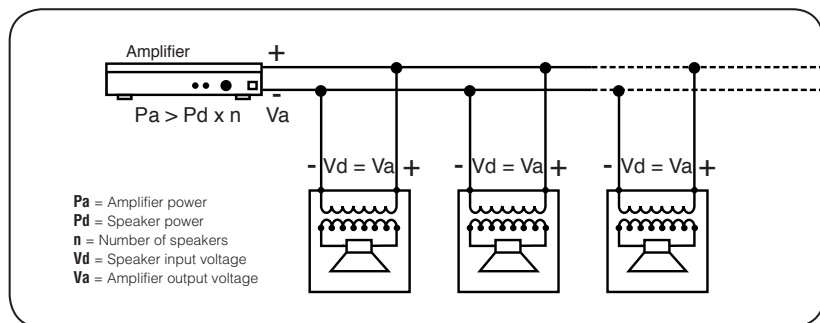 Amplifier
+
-
Pa > Pd x n Va
- Vd = Va + - Vd = Va + - Vd = Va +
Pa = Amplifier power
Pd = Speaker power
n = Number of speakers
Vd = Speaker input voltage
Va = Amplifier output voltage